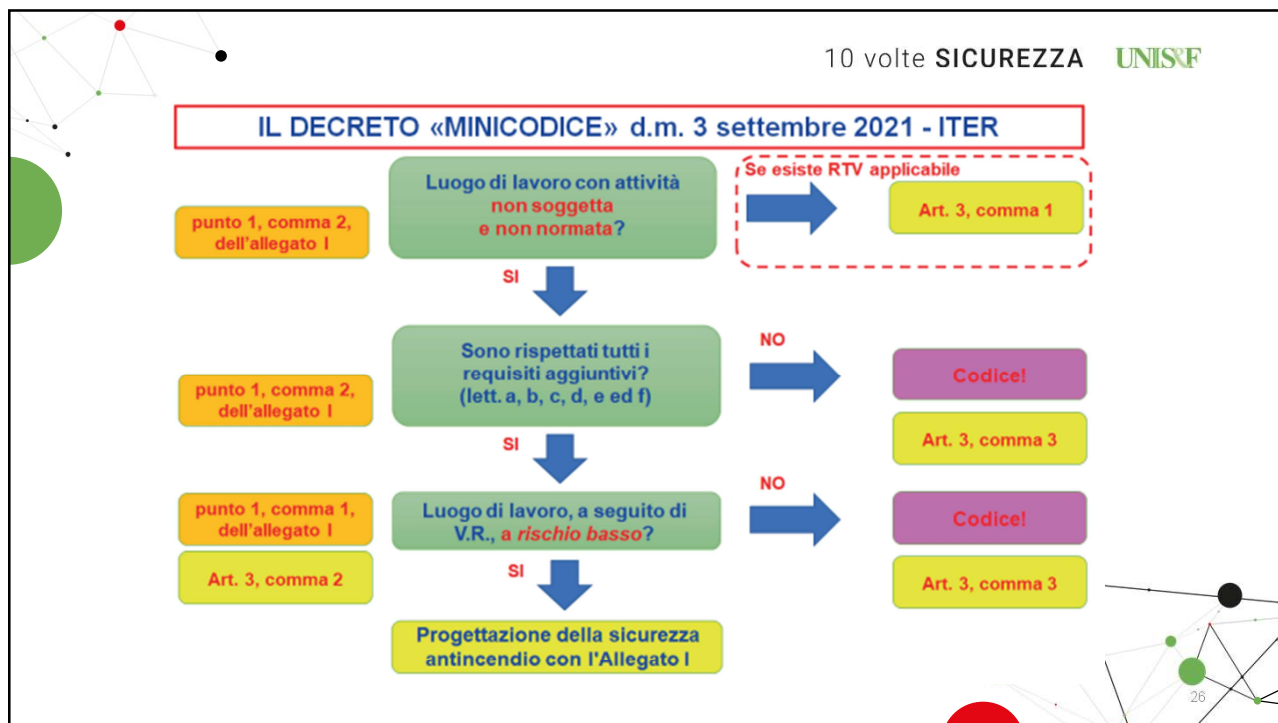 10 volte SICUREZZA UNIS&F
IL DECRETO «MINICODICE» d.m. 3 settembre 2021 - ITER
punto 1, comma 2,
dell'allegato I
Luogo di lavoro con attività
non soggetta
e non normata?
Se esiste RTV applicabile
Art. 3, comma 1
SI
punto 1, comma 2,
dell'allegato I
Sono rispettati tutti i
requisiti aggiuntivi?
(lett. a, b, c, d, e ed f)
NO
Codice!
Art. 3, comma 3
SI
punto 1, comma 1,
dell'allegato I
Art. 3, comma 2
Luogo di lavoro, a seguito di
V.R., a rischio basso?
NO
Codice!
Art. 3, comma 3
SI
Progettazione della sicurezza
antincendio con l'Allegato I
26